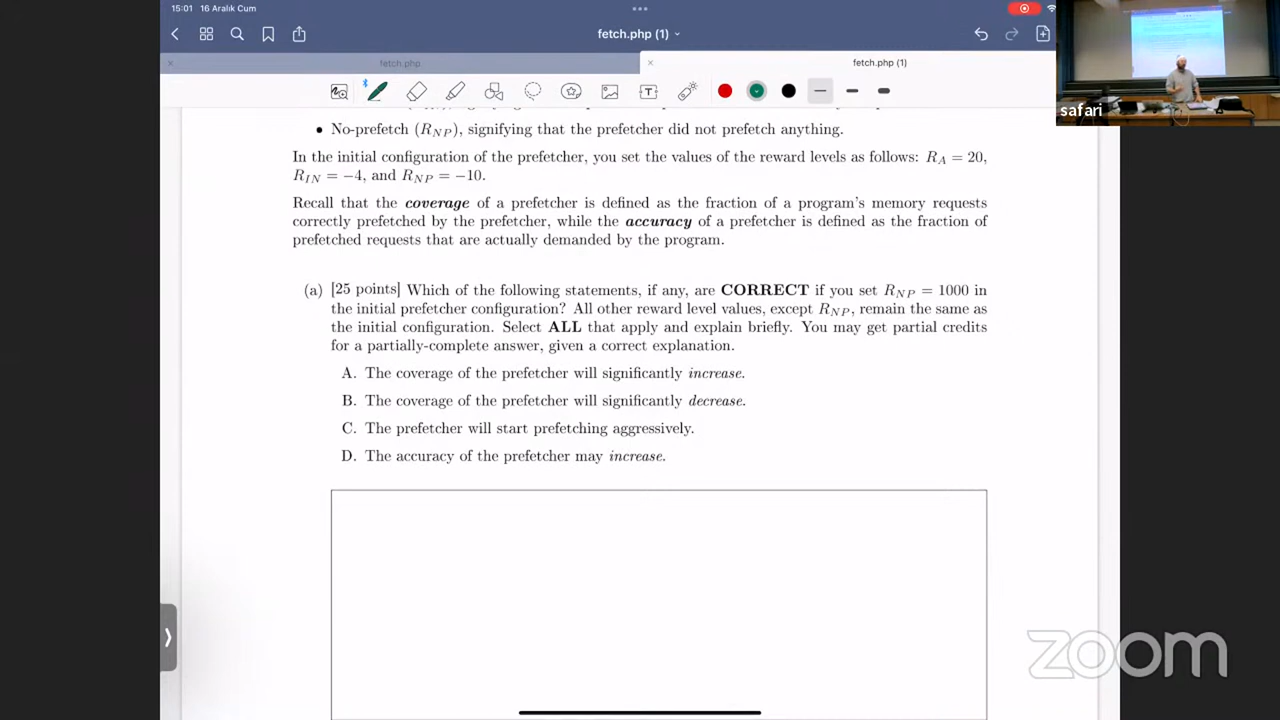 15:01 16 Aralık Cum
fetch.php (1)
fetch.php
fetch.php (1)
safari
• No-prefetch (R_NP), signifying that the prefetcher did not prefetch anything.
In the initial configuration of the prefetcher, you set the values of the reward levels as follows: R_A = 20,
R_IN = −4, and R_NP = −10.
Recall that the coverage of a prefetcher is defined as the fraction of a program's memory requests
correctly prefetched by the prefetcher, while the accuracy of a prefetcher is defined as the fraction of
prefetched requests that are actually demanded by the program.
(a) [25 points] Which of the following statements, if any, are CORRECT if you set R_NP = 1000 in
the initial prefetcher configuration? All other reward level values, except R_NP, remain the same as
the initial configuration. Select ALL that apply and explain briefly. You may get partial credits
for a partially-complete answer, given a correct explanation.
A. The coverage of the prefetcher will significantly increase.
B. The coverage of the prefetcher will significantly decrease.
C. The prefetcher will start prefetching aggressively.
D. The accuracy of the prefetcher may increase.
zoom